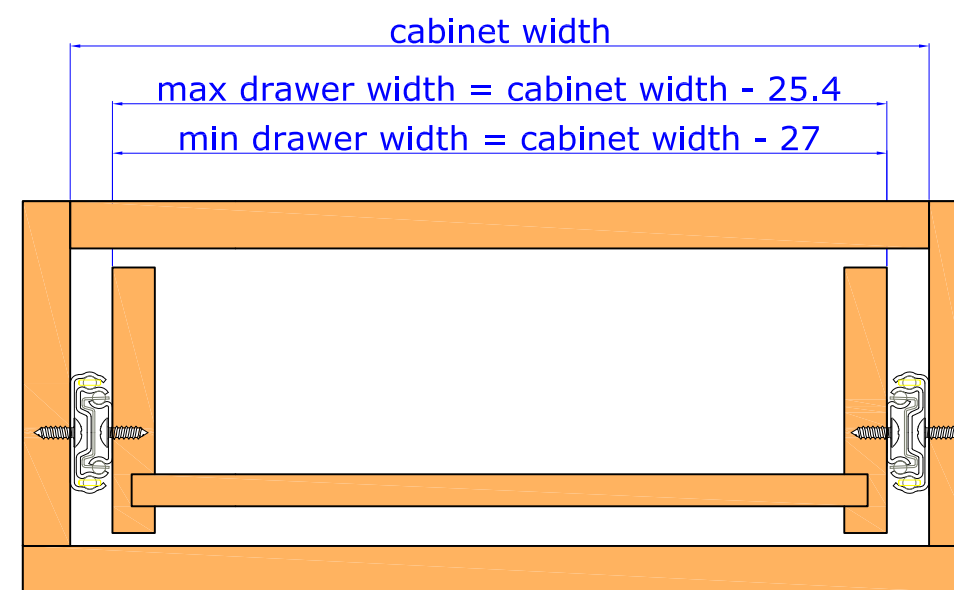 cabinet width
max drawer width = cabinet width - 25.4
min drawer width = cabinet width - 27